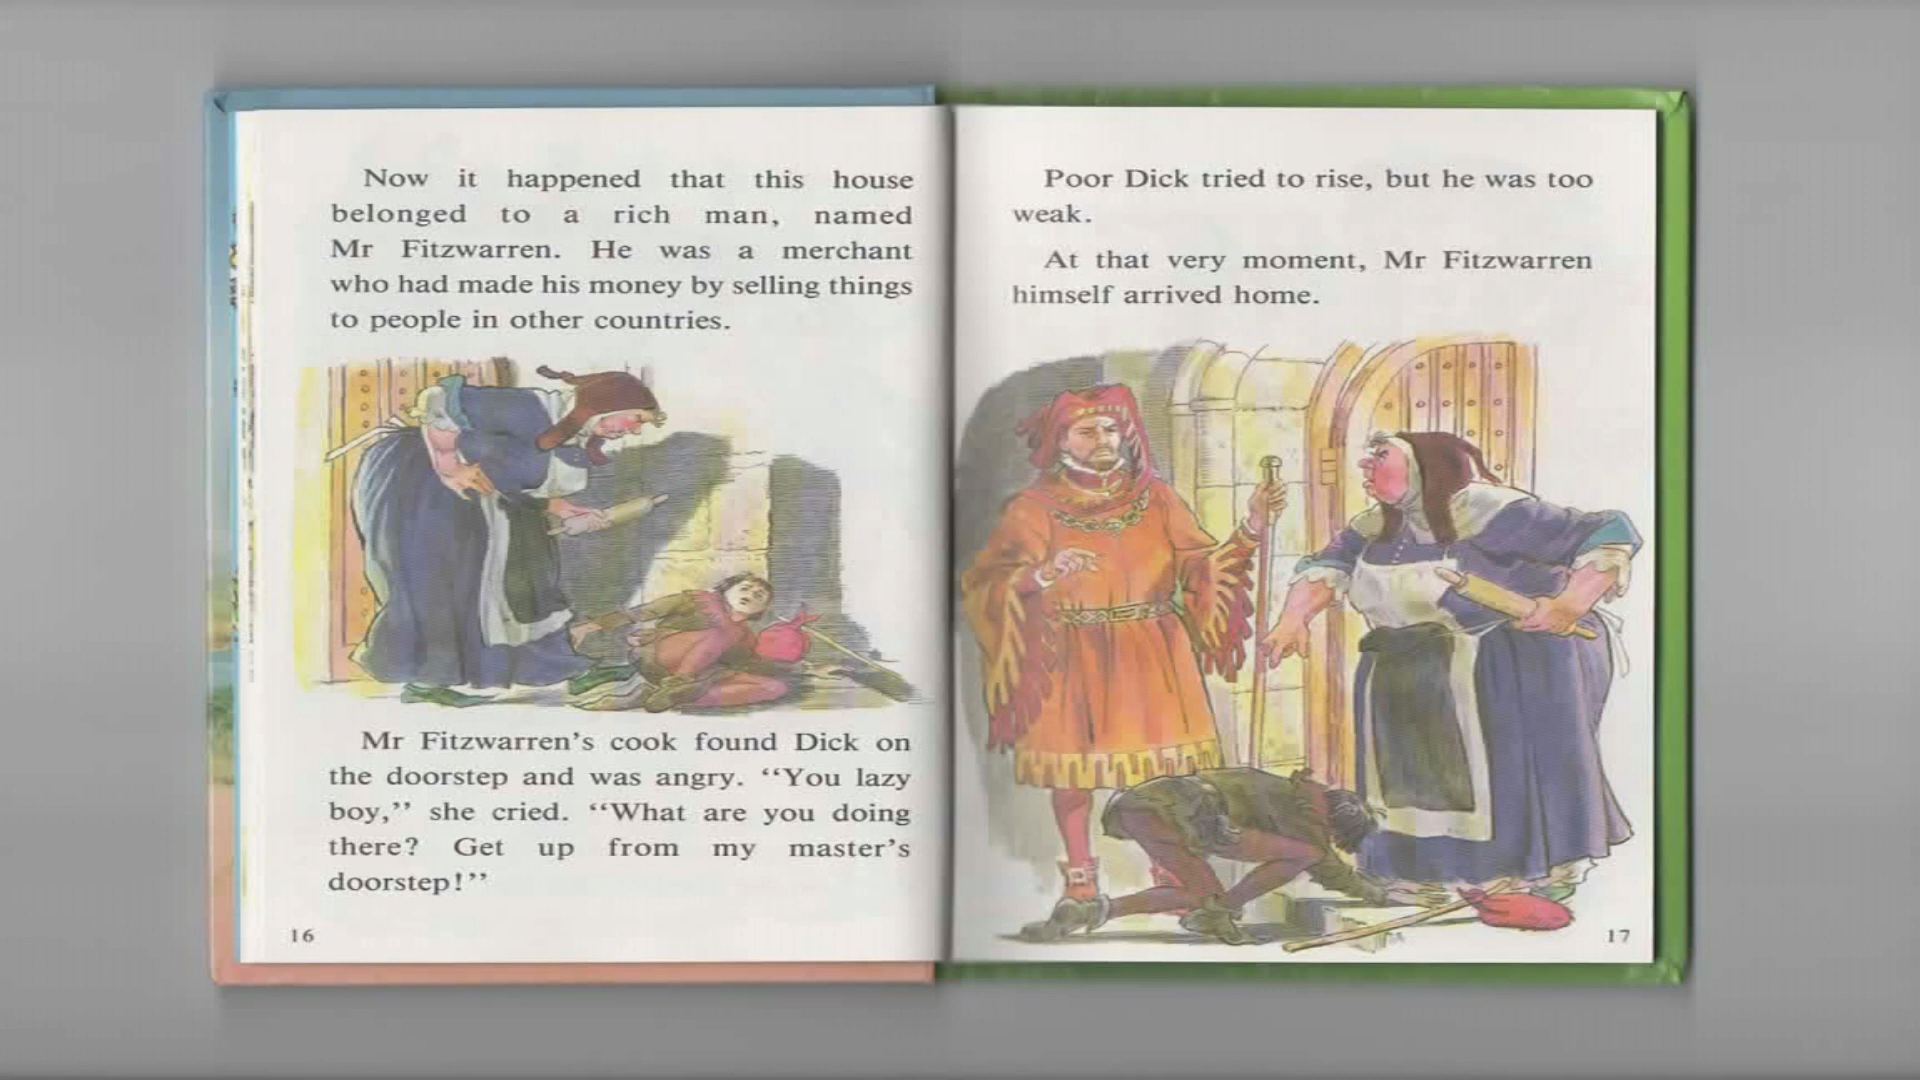 Now it happened that this house
belonged to a rich man, named
Mr Fitzwarren. He was a merchant
who had made his money by selling things
to people in other countries.
Mr Fitzwarren’s cook found Dick on
the doorstep and was angry. “You lazy
boy,” she cried. “What are you doing
there? Get up from my master’s
doorstep!”
16
Poor Dick tried to rise, but he was too
weak.
At that very moment, Mr Fitzwarren
himself arrived home.
17